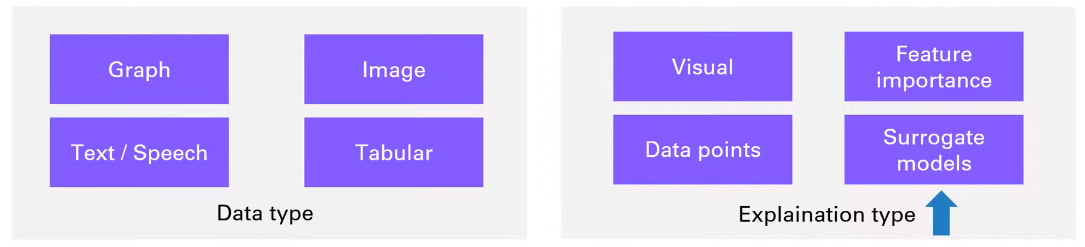 Graph
Image
Text / Speech
Tabular
Data type
Visual
Feature
importance
Data points
Surrogate
models
Explaination type